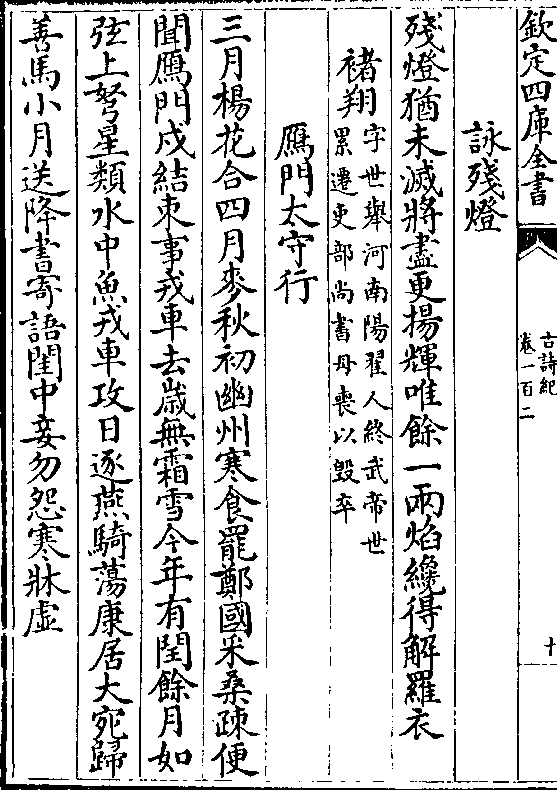 欽定四庫全書
古詩紀
卷一百二
十
詠殘燈
殘燈猶未滅將盡更揚輝唯餘一兩焰纔得解羅衣
褚翔字世舉河南陽翟人終武帝世
累遷吏部尚書母喪以毀卒
鴈門太守行
三月楊花合四月麥秋初幽州寒食罷鄭國采桑疎便
聞鴈門戍結束事戎車去歲無霜雪今年有閏餘月如
弦上弩星類水中魚戎車攻日逐燕騎蕩康居大宛歸
善馬小月送降書寄語閨中妾勿怨寒牀虛